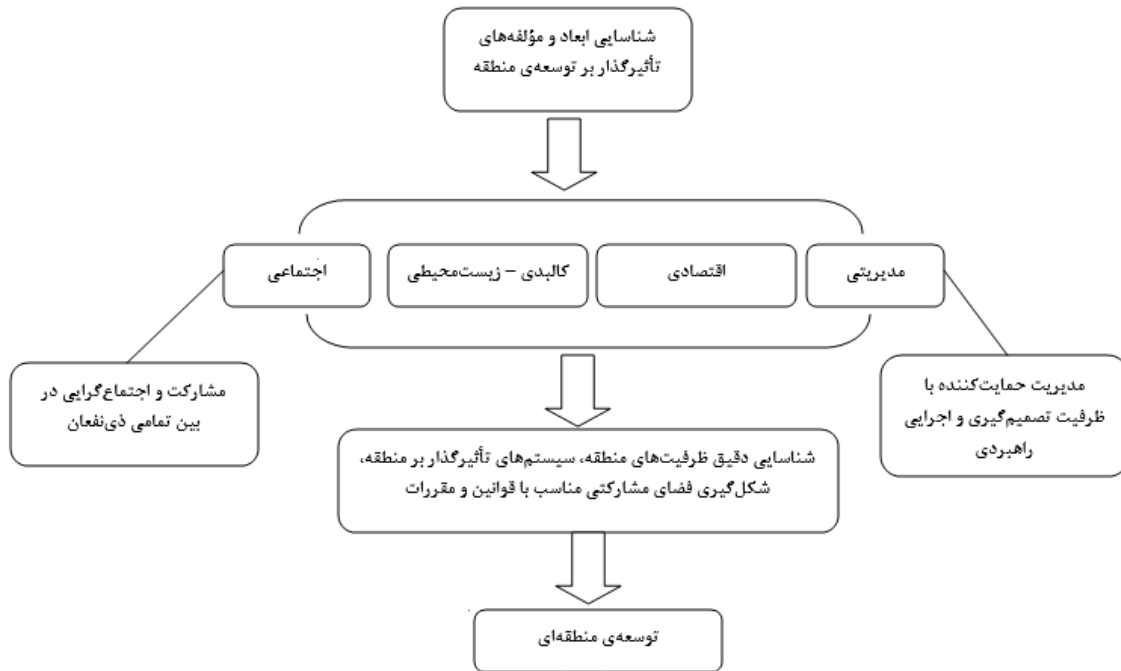 شناسایی ابعاد و مؤلفه‌های
تأثیرگذار بر توسعه‌ی منطقه
مدیریتی
اقتصادی
کالبدی – زیست‌محیطی
اجتماعی
مدیریت حمایت‌کننده با
ظرفیت تصمیم‌گیری و اجرایی
راهبردی
مشارکت و اجتماع‌گرایی در
بین تمامی ذی‌نفعان
شناسایی دقیق ظرفیت‌های منطقه، سیستم‌های تأثیرگذار بر منطقه،
شکل‌گیری فضای مشارکتی مناسب با قوانین و مقررات
توسعه‌ی منطقه‌ای